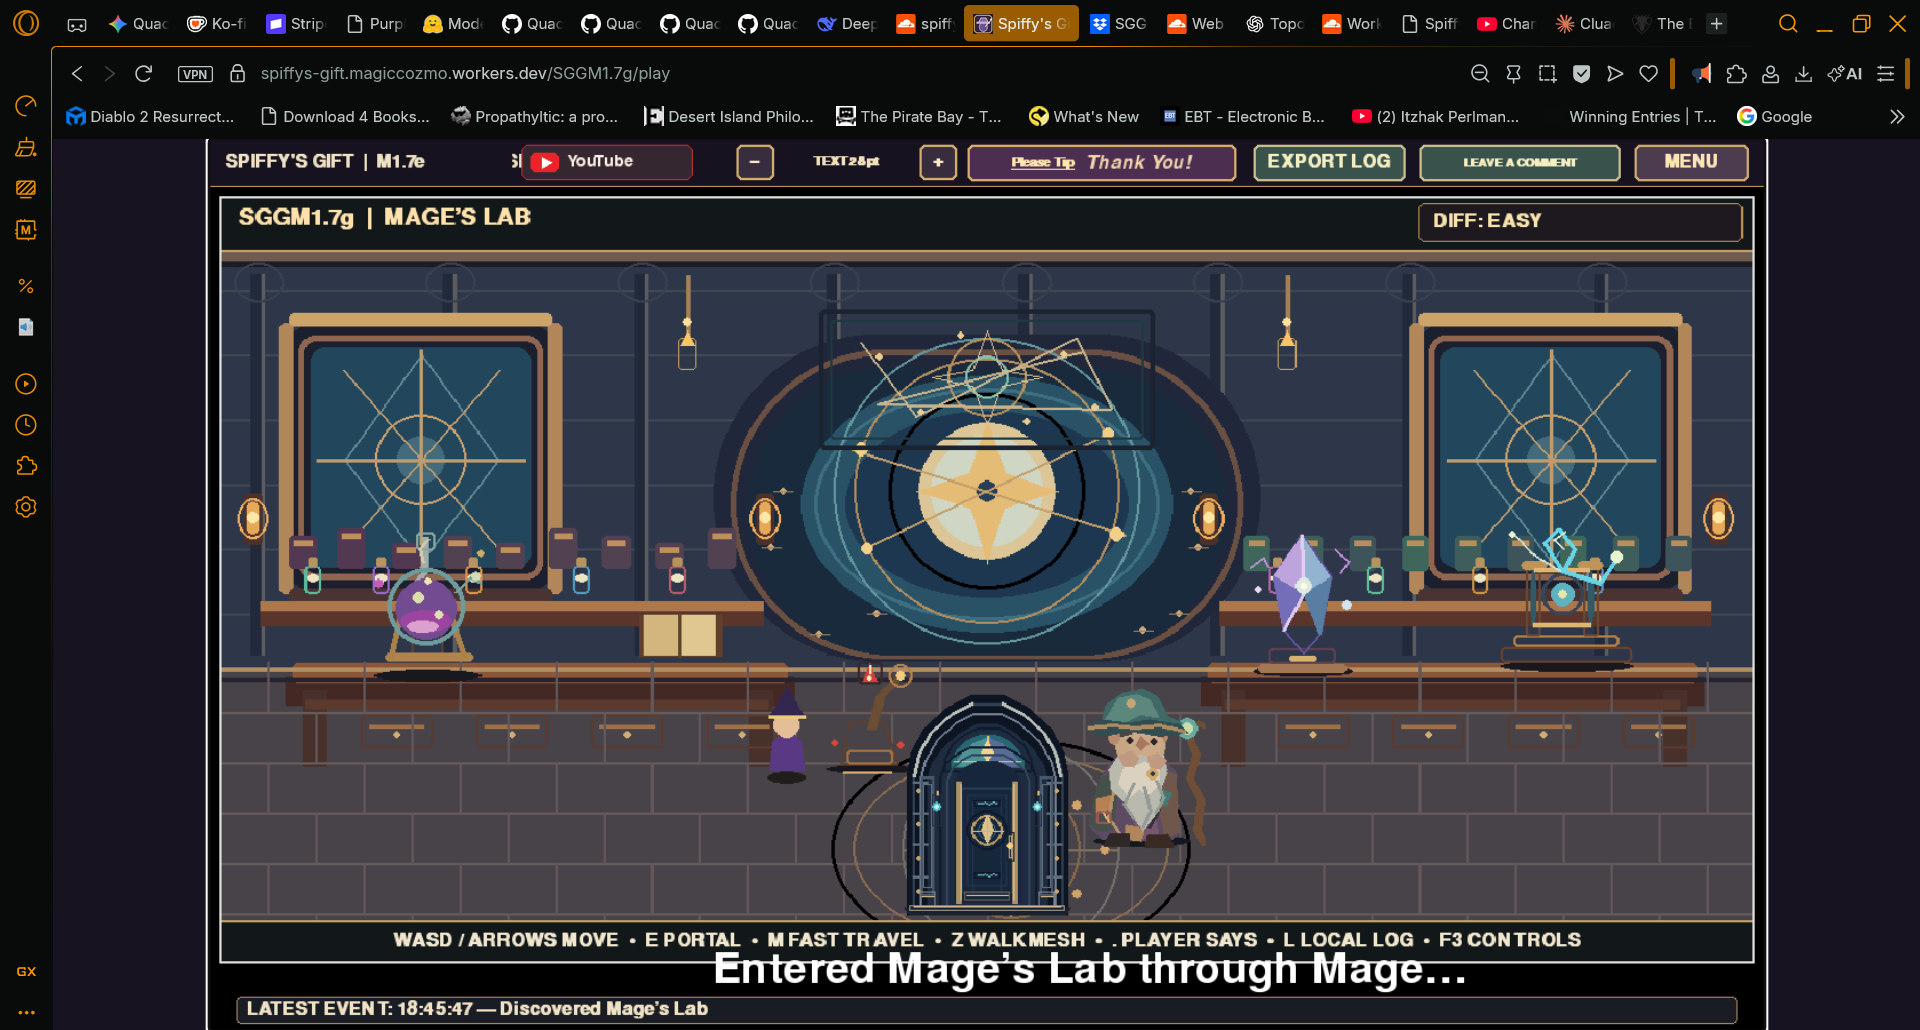 Quac Ko-fi Strip Purp Mode Quac Quac Quac Quac Deep spiffy Spiffy's G SGG Web Topo Work Spiff Char Clua The
VPN spiffys-gift.magiccozmo.workers.dev/SGGM1.7g/play AI
Diablo 2 Resurrect... Download 4 Books... Propathyltic: a pro... Desert Island Philo... The Pirate Bay - T... What's New EBT - Electronic B... (2) Itzhak Perlman... Winning Entries | T... Google
SPIFFY'S GIFT | M1.7e YouTube − TEXT 28pt + Please Tip Thank You! EXPORT LOG LEAVE A COMMENT MENU
SGGM1.7g | MAGE'S LAB DIFF: EASY
WASD / ARROWS MOVE • E PORTAL • M FAST TRAVEL • Z WALKMESH • . PLAYER SAYS • L LOCAL LOG • F3 CONTROLS
Entered Mage's Lab through Mage...
LATEST EVENT: 18:45:47 — Discovered Mage's Lab
GX